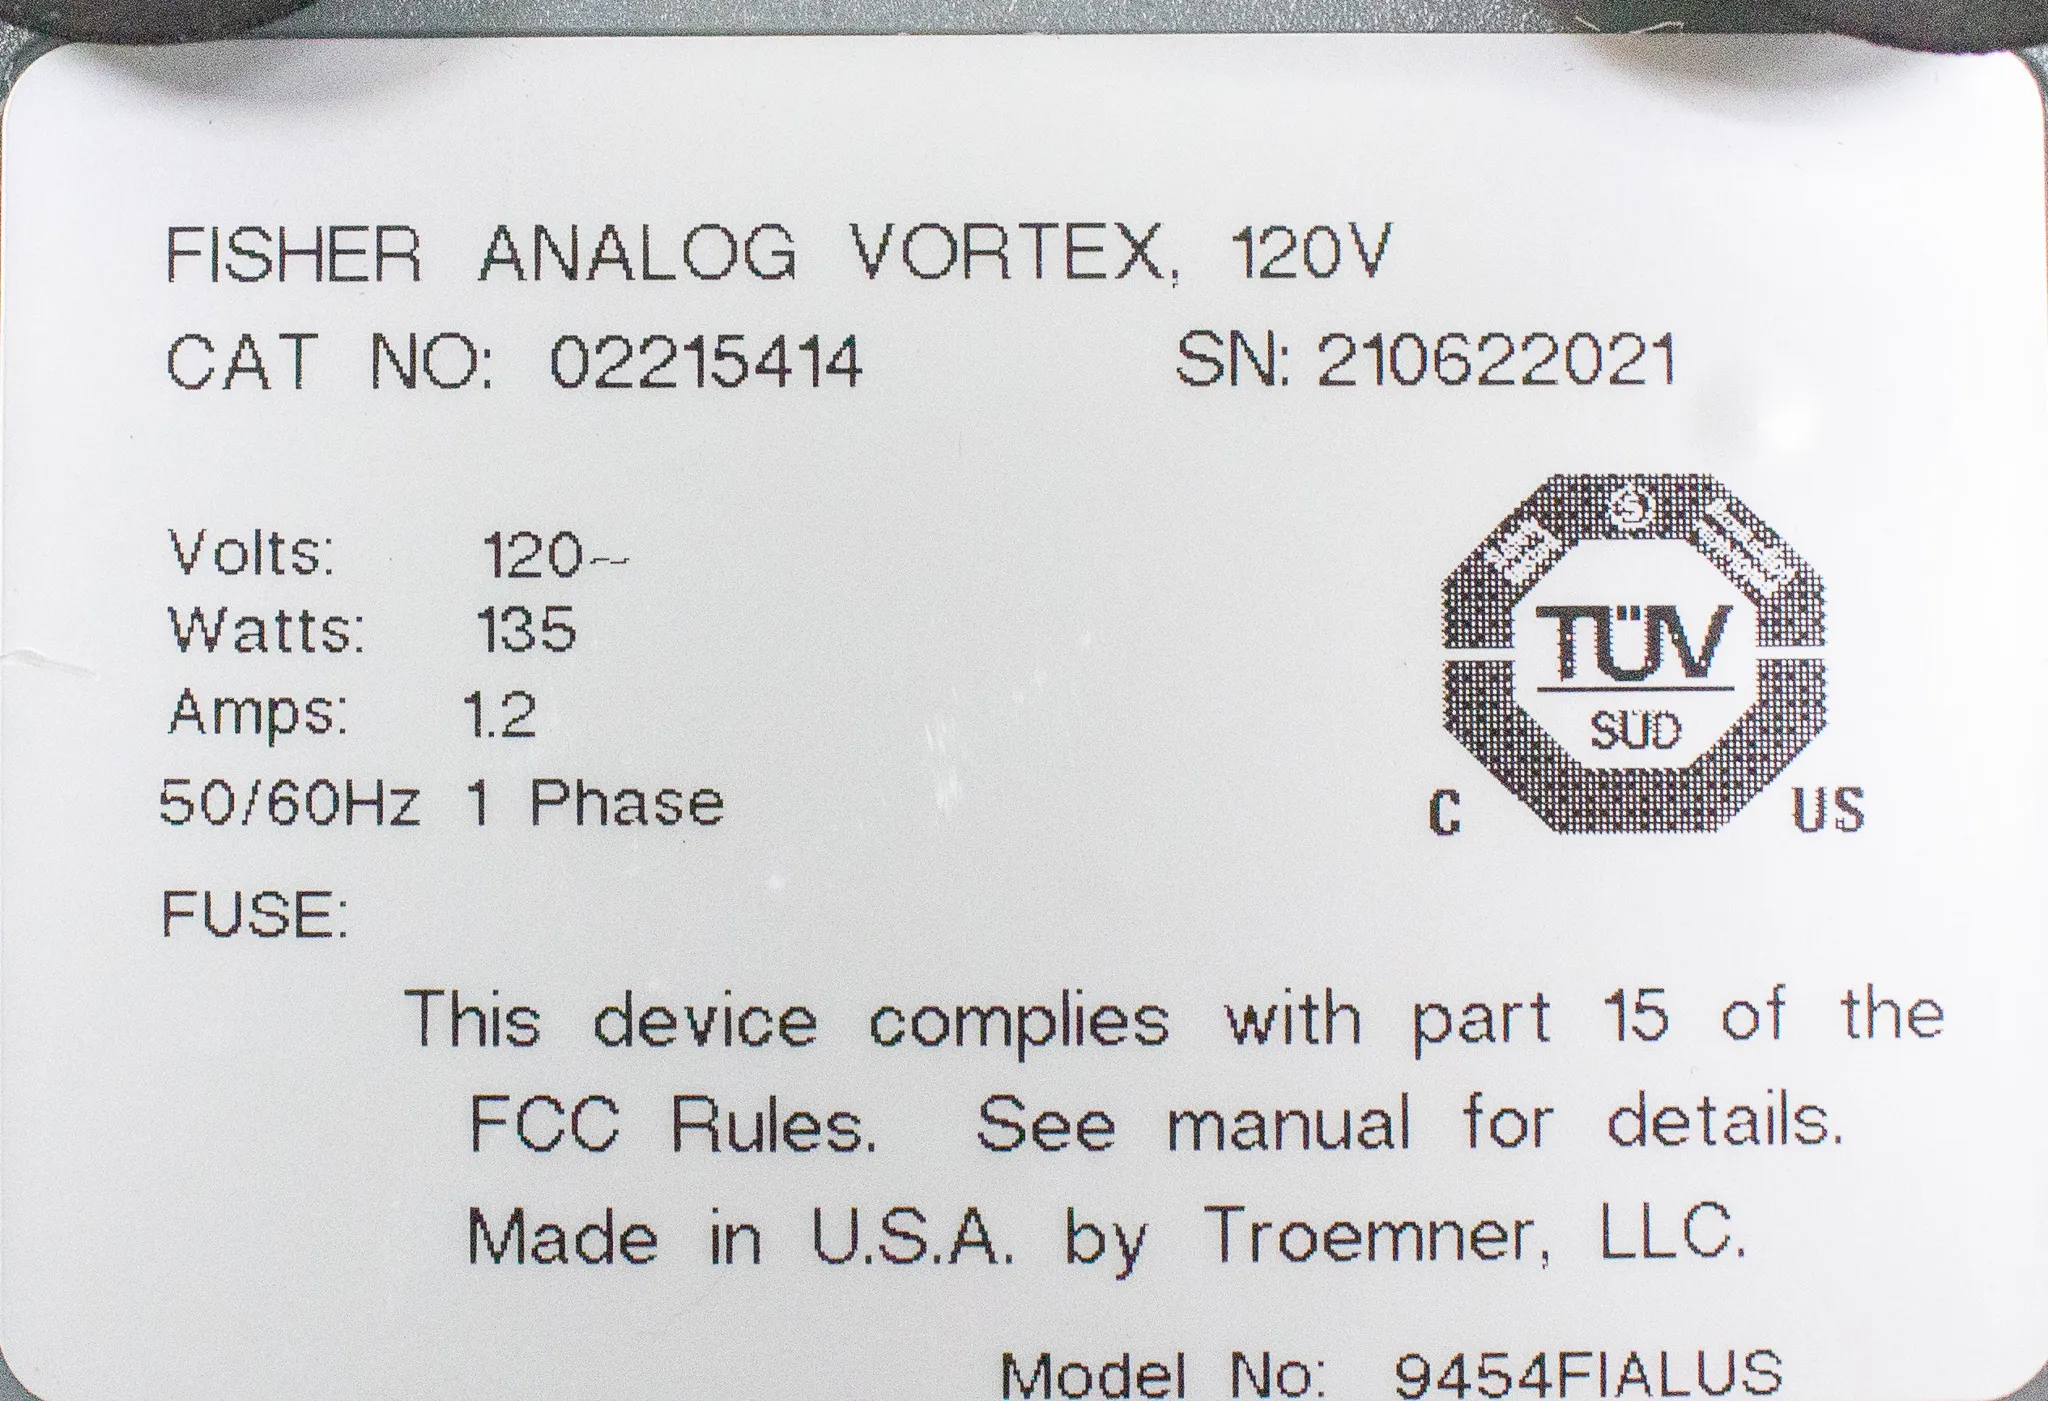 FISHER ANALOG VORTEX, 120V
CAT NO: 02215414 SN: 210622021
Volts: 120~
Watts: 135
Amps: 1.2
50/60Hz 1 Phase
FUSE:
S
TÜV
SÜD
C US
This device complies with part 15 of the
FCC Rules. See manual for details.
Made in U.S.A. by Troemner, LLC.
Model No: 9454FIALUS